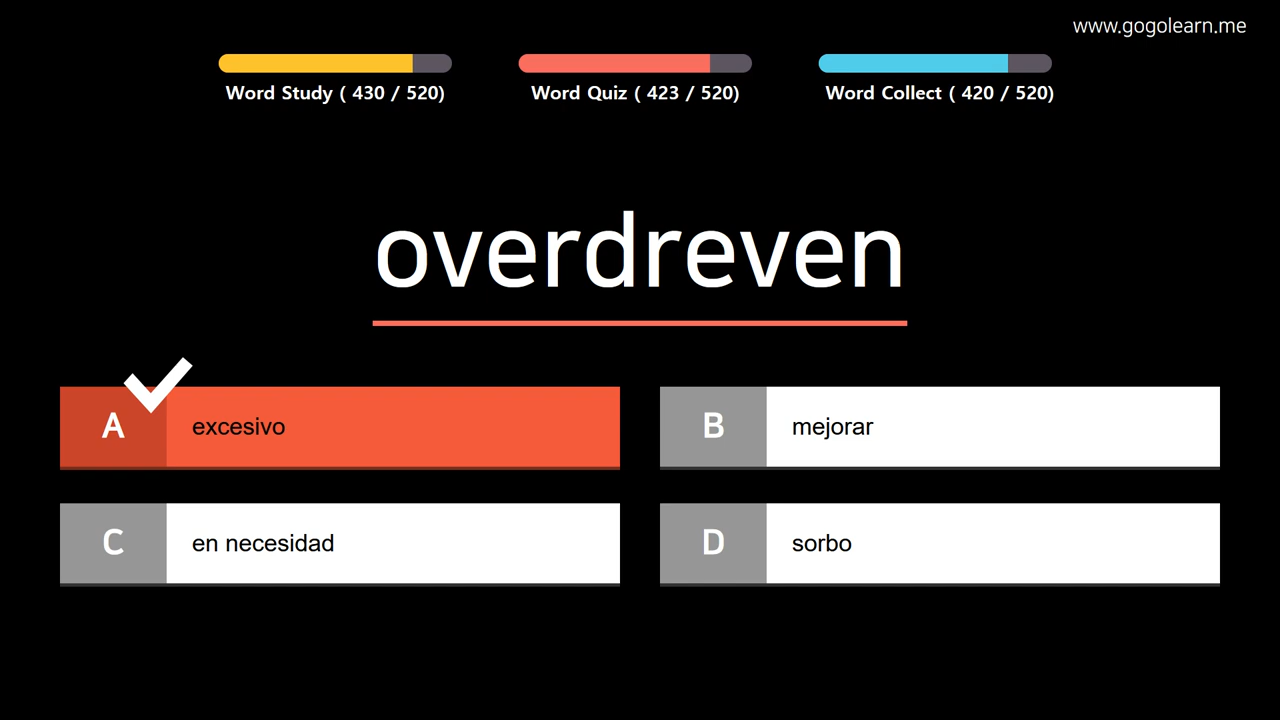 www.gogolearn.me
Word Study ( 430 / 520)
Word Quiz ( 423 / 520)
Word Collect ( 420 / 520)
overdreven
A excesivo
B mejorar
C en necesidad
D sorbo